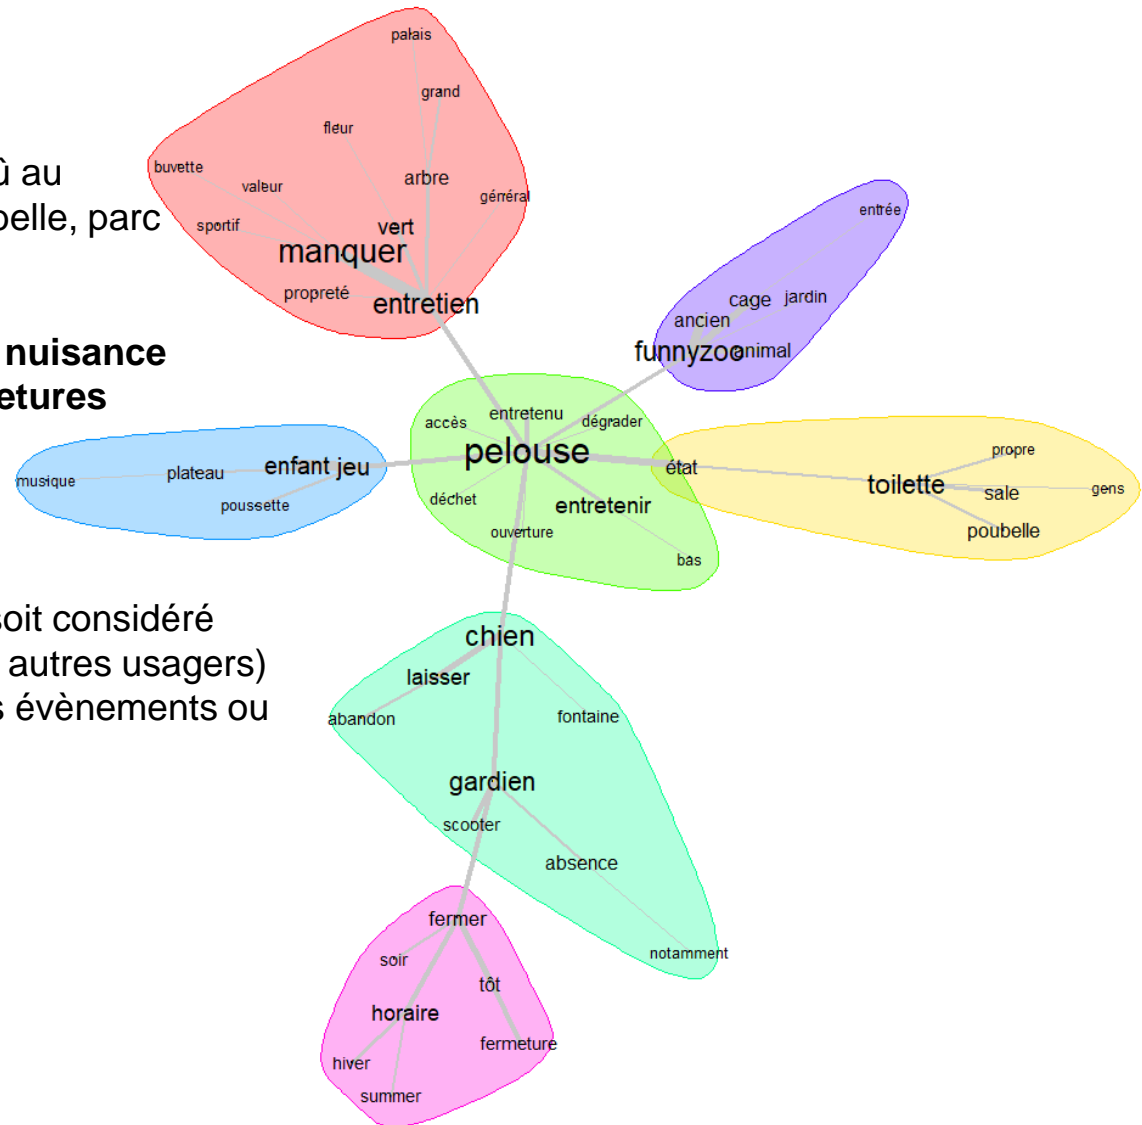 palais
grand
fleur
û au
buvette
valeur
arbre
général
belle, parc
sportif
vert
manquer
propreté
entretien
entrée
cage
jardin
ancien
funnyzoo
animal
nuisance
etures
accès
entretenu
dégrader
pelouse
musique
plateau
enfant
jeu
poussette
état
déchet
entretenir
ouverture
bas
propre
toilette
sale
gens
poubelle
soit considéré
autres usagers)
s évènements ou
chien
laisser
abandon
fontaine
gardien
scooter
absence
notamment
fermer
soir
tôt
horaire
fermeture
hiver
summer